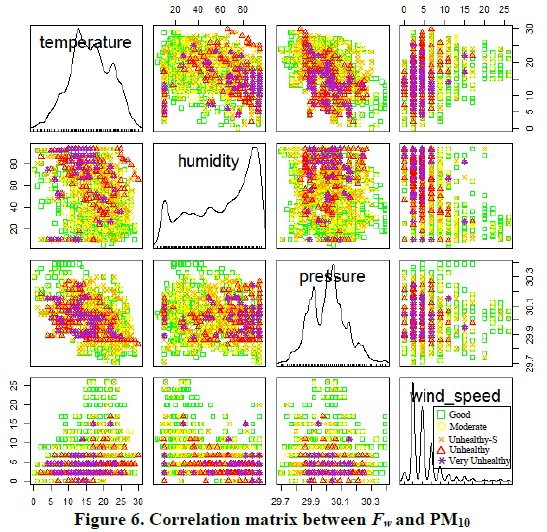 20 40 60 80
0 5 10 15 20 25
temperature
0 5 10 15 20 25 30
20 40 60 80
humidity
pressure
29.7 29.9 30.1 30.3
0 5 10 15 20 25
wind_speed
Good
Moderate
Unhealthy-S
Unhealthy
Very Unhealthy
0 5 10 15 20 25 30
29.7 29.9 30.1 30.3
Figure 6. Correlation matrix between Fw and PM10